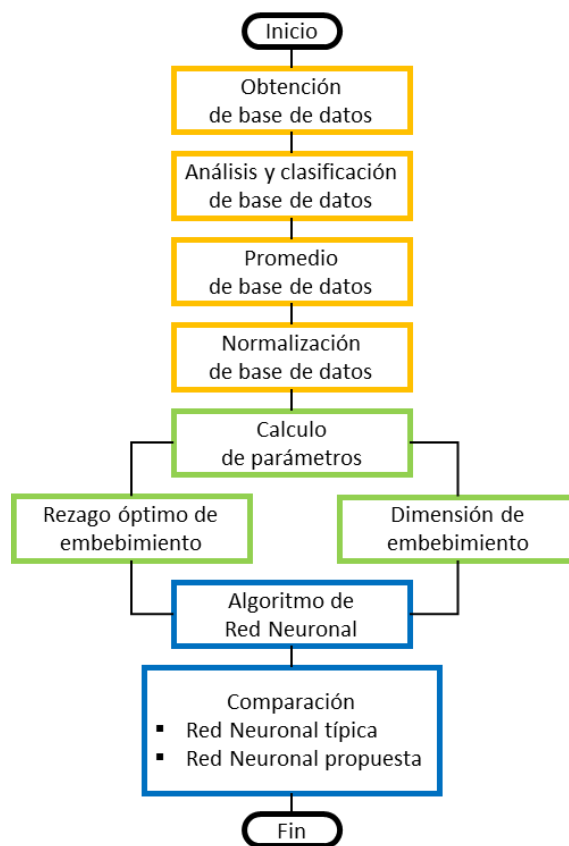 Inicio
Obtención
de base de datos
Análisis y clasificación
de base de datos
Promedio
de base de datos
Normalización
de base de datos
Calculo
de parámetros
Rezago óptimo de
embebimiento
Dimensión de
embebimiento
Algoritmo de
Red Neuronal
Comparación
▪ Red Neuronal típica
▪ Red Neuronal propuesta
Fin